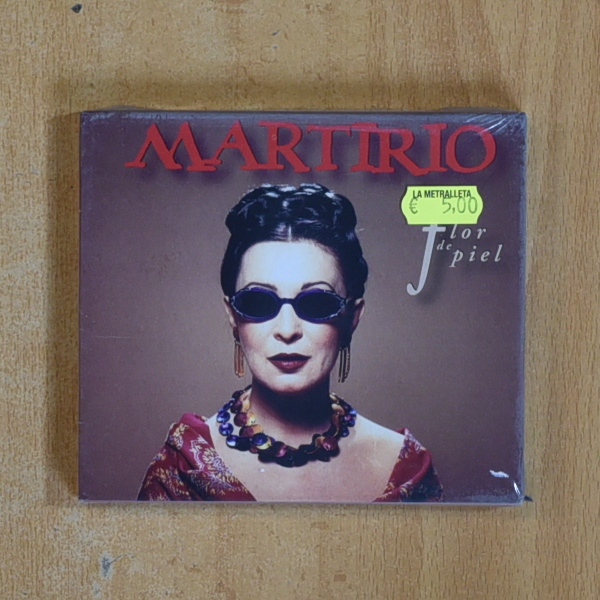 MARTIRIO
LA METRALLETA
€ 5,00
flor
de
piel